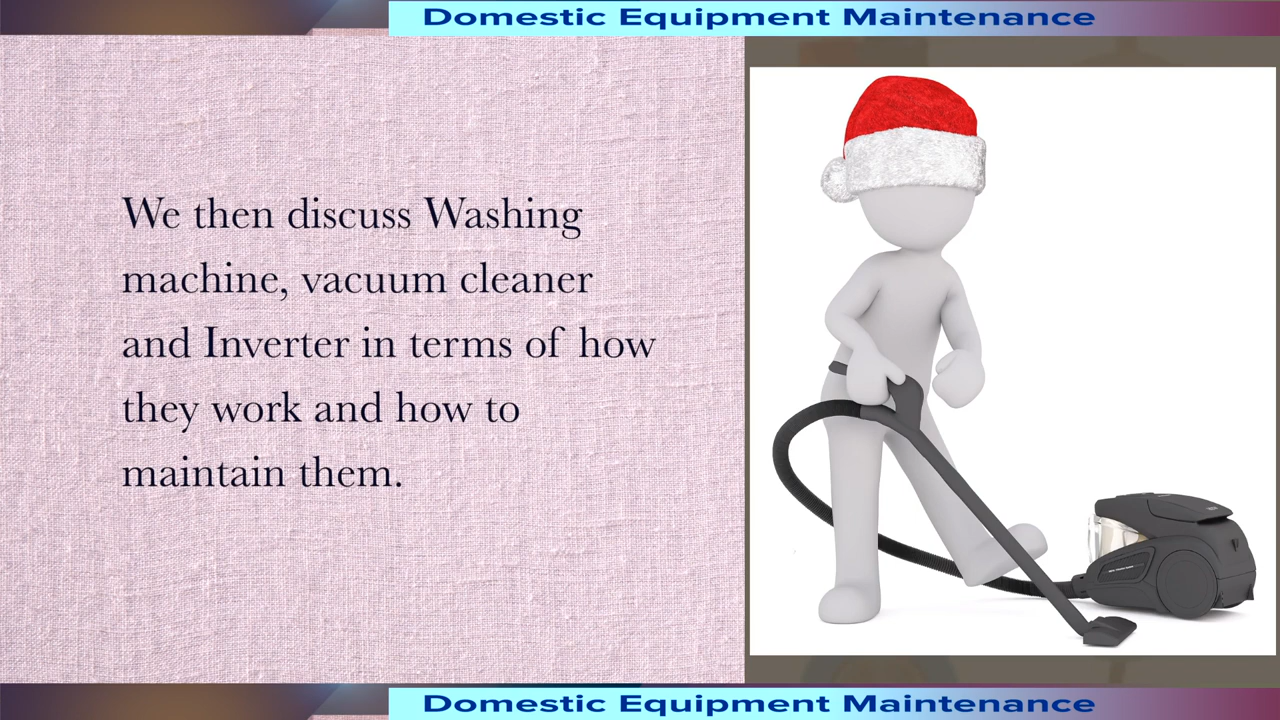 Domestic Equipment Maintenance
We then discuss Washing
machine, vacuum cleaner
and Inverter in terms of how
they work and how to
maintain them.
Domestic Equipment Maintenance